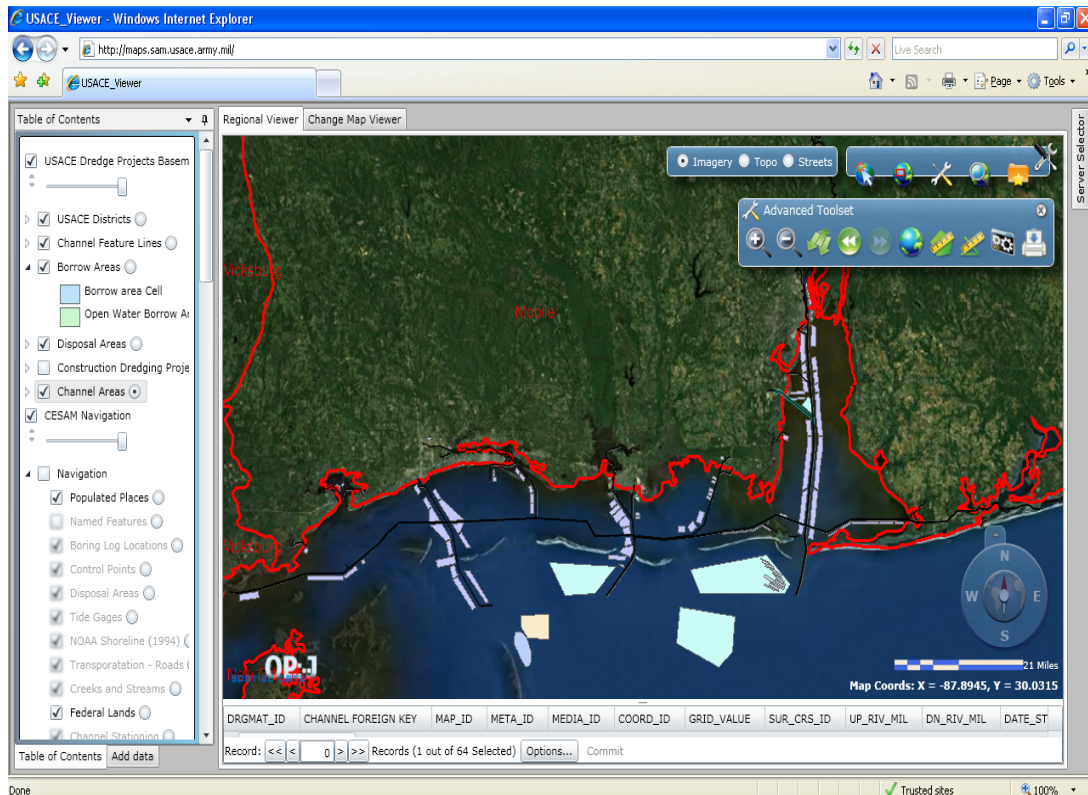 USACE_Viewer - Windows Internet Explorer
http://maps.sam.usace.army.mil/
Live Search
USACE_Viewer
Page
Tools
Table of Contents
USACE Dredge Projects Basem
USACE Districts
Channel Feature Lines
Borrow Areas
Borrow area Cell
Open Water Borrow Ar
Disposal Areas
Construction Dredging Proje
Channel Areas
CESAM Navigation
Navigation
Populated Places
Named Features
Boring Log Locations
Control Points
Disposal Areas
Tide Gages
NOAA Shoreline (1994)
Transporatation - Roads (
Creeks and Streams
Federal Lands
Channel Stationing
Table of Contents
Add data
Regional Viewer
Change Map Viewer
Imagery
Topo
Streets
Advanced Toolset
Vicksburg
Mobile
Vicksburg
N
W
E
S
OP:J
21 Miles
Map Coords: X = -87.8945, Y = 30.0315
DRGMAT_ID CHANNEL FOREIGN KEY MAP_ID META_ID MEDIA_ID COORD_ID GRID_VALUE SUR_CRS_ID UP_RIV_MIL DN_RIV_MIL DATE_ST
Record: << < 0 > >> Records (1 out of 64 Selected) Options... Commit
Server Selector
Done
Trusted sites
100%